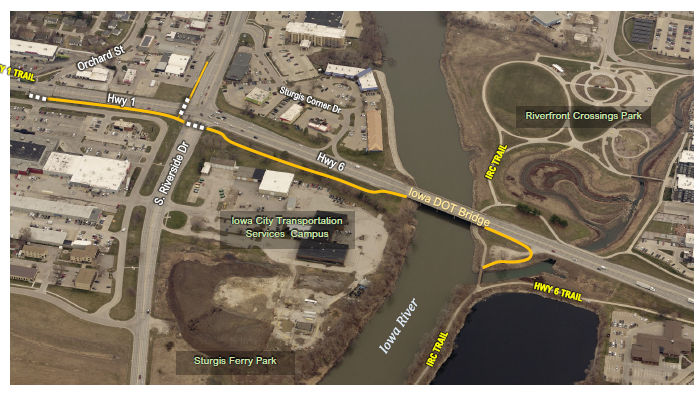 Orchard St
Y 1 TRAIL
Hwy 1
Sturgis Corner Dr
Riverfront Crossings Park
S. Riverside Dr
Hwy 6
IRC TRAIL
Iowa DOT Bridge
Iowa City Transportation
Services Campus
HWY 6 TRAIL
Iowa River
IRC TRAIL
Sturgis Ferry Park